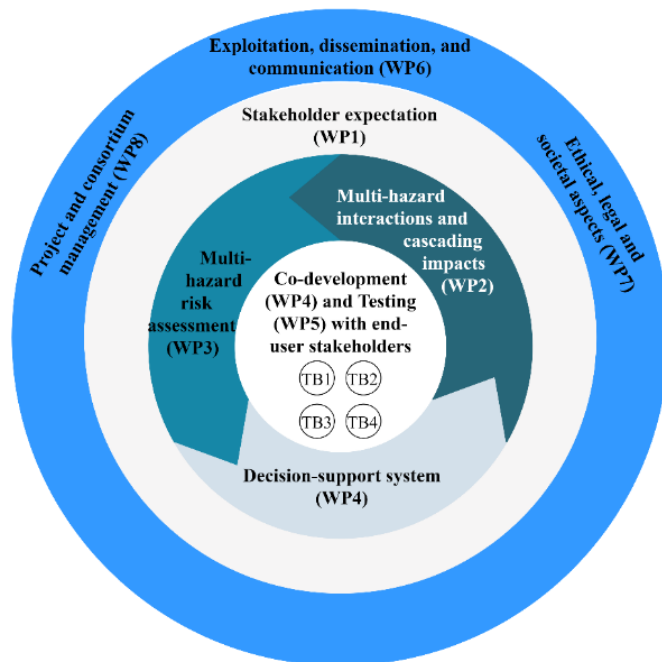 Exploitation, dissemination, and
communication (WP6)
Project and consortium
management (WP8)
Ethical, legal and
societal aspects (WP7)
Stakeholder expectation
(WP1)
Multi-hazard
interactions and
cascading
impacts
(WP2)
Multi-
hazard
risk
assessment
(WP3)
Co-development
(WP4) and Testing
(WP5) with end-
user stakeholders
TB1 TB2
TB3 TB4
Decision-support system
(WP4)